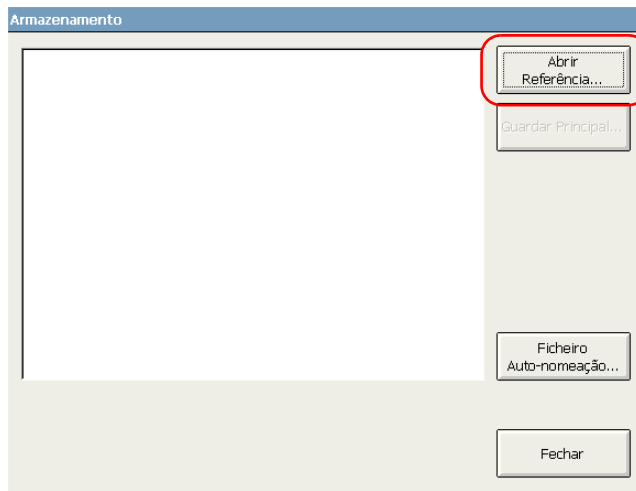 Armazenamento
Abrir
Referência...
Guardar Principal...
Ficheiro
Auto-nomeação...
Fechar